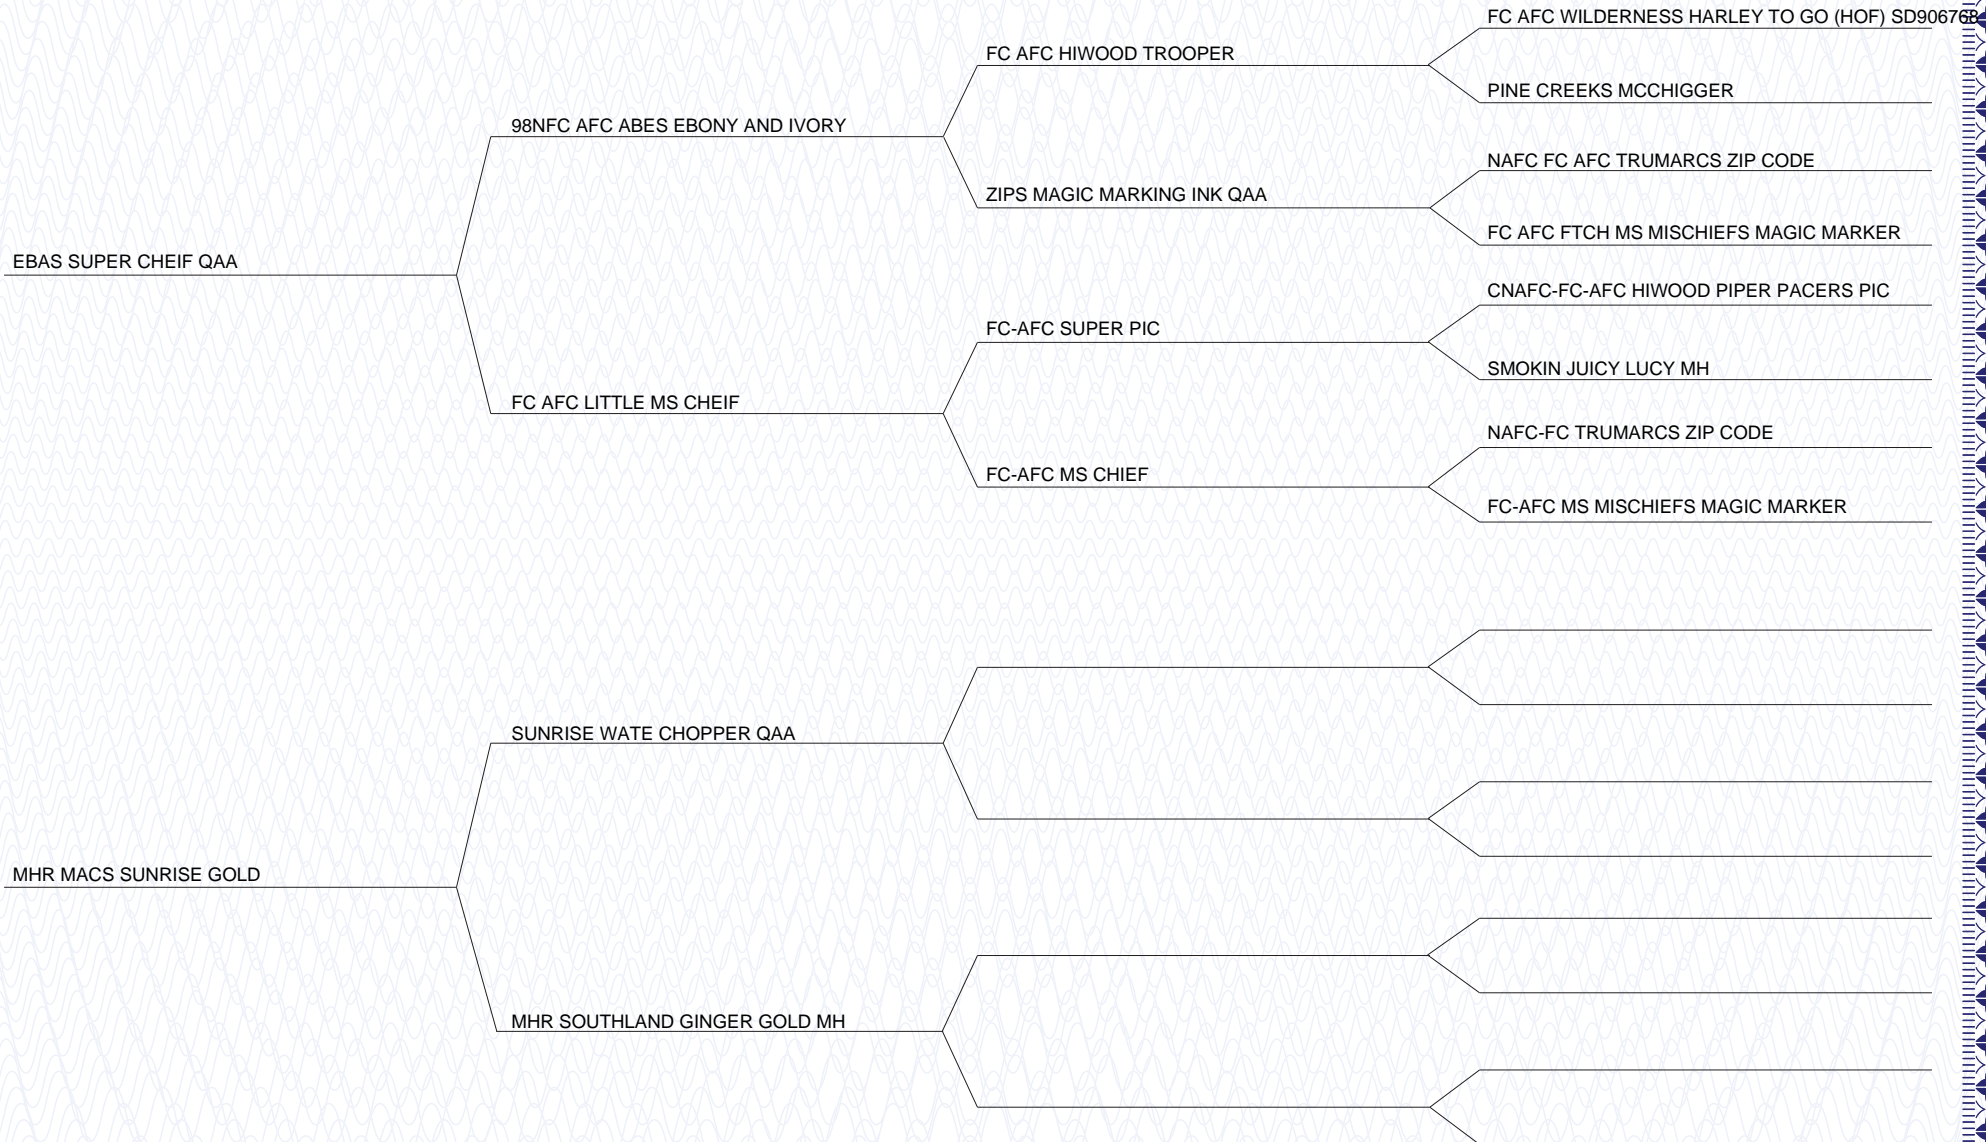 FC AFC WILDERNESS HARLEY TO GO (HOF) SD906768
FC AFC HIWOOD TROOPER
PINE CREEKS MCCHIGGER
98NFC AFC ABES EBONY AND IVORY
NAFC FC AFC TRUMARCS ZIP CODE
ZIPS MAGIC MARKING INK QAA
FC AFC FTCH MS MISCHIEFS MAGIC MARKER
EBAS SUPER CHEIF QAA
CNAFC-FC-AFC HIWOOD PIPER PACERS PIC
FC-AFC SUPER PIC
SMOKIN JUICY LUCY MH
FC AFC LITTLE MS CHEIF
NAFC-FC TRUMARCS ZIP CODE
FC-AFC MS CHIEF
FC-AFC MS MISCHIEFS MAGIC MARKER
SUNRISE WATE CHOPPER QAA
MHR MACS SUNRISE GOLD
MHR SOUTHLAND GINGER GOLD MH